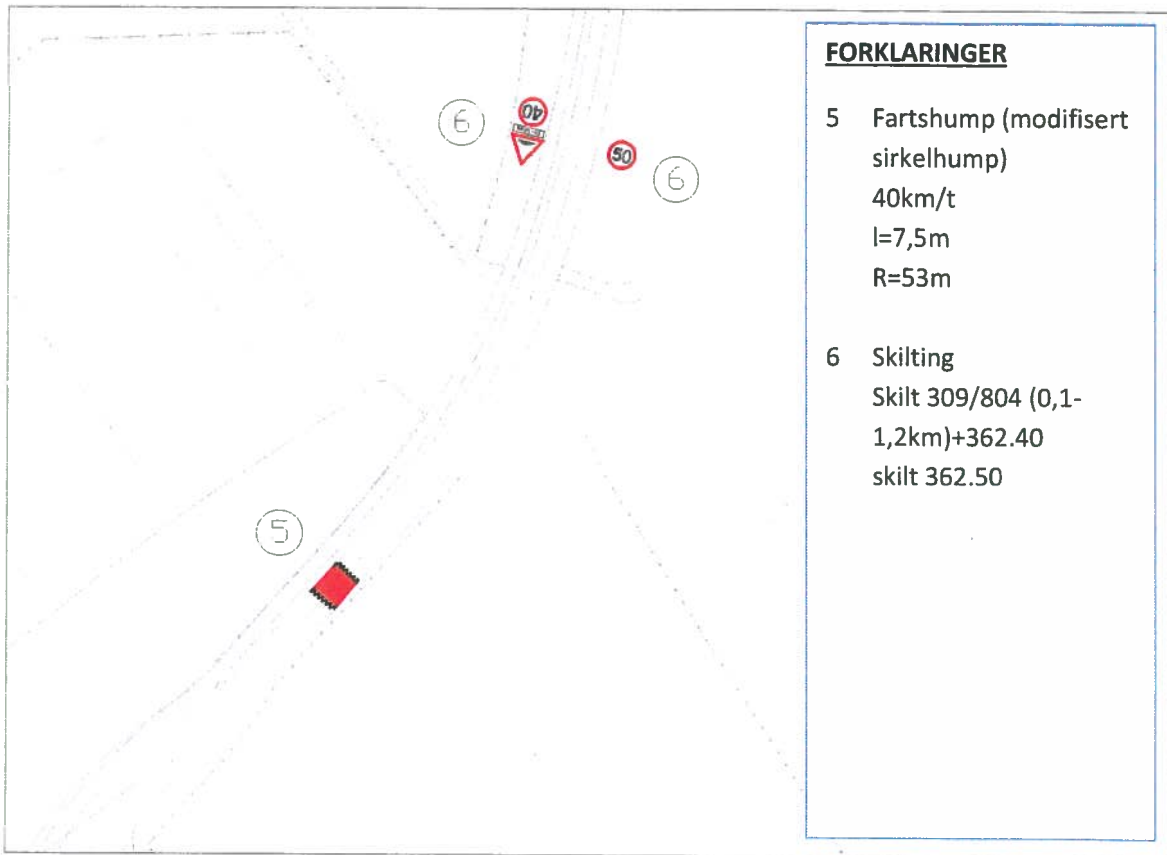 6
40
50
6
5
FORKLARINGER
5 Fartshump (modifisert
sirkelhump)
40km/t
l=7,5m
R=53m
6 Skilting
Skilt 309/804 (0,1-
1,2km)+362.40
skilt 362.50